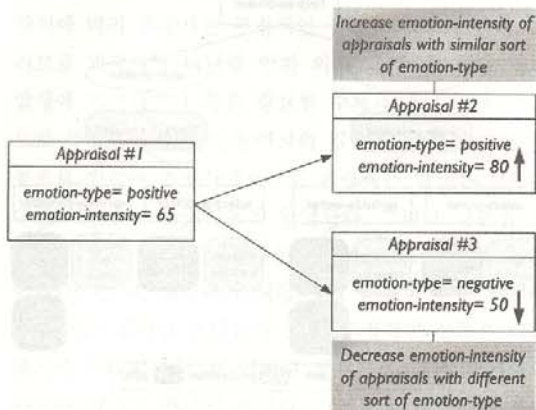 Increase emotion-intensity of
appraisals with similar sort
of emotion-type
Appraisal #2
emotion-type= positive
emotion-intensity= 80
Appraisal #1
emotion-type= positive
emotion-intensity= 65
Appraisal #3
emotion-type= negative
emotion-intensity= 50
Decrease emotion-intensity
of appraisals with different
sort of emotion-type